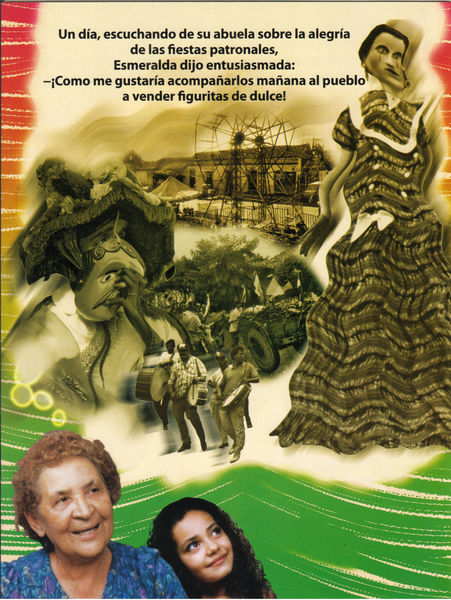 Un día, escuchando de su abuela sobre la alegría
de las fiestas patronales,
Esmeralda dijo entusiasmada:
–¡Como me gustaría acompañarlos mañana al pueblo
a vender figuritas de dulce!